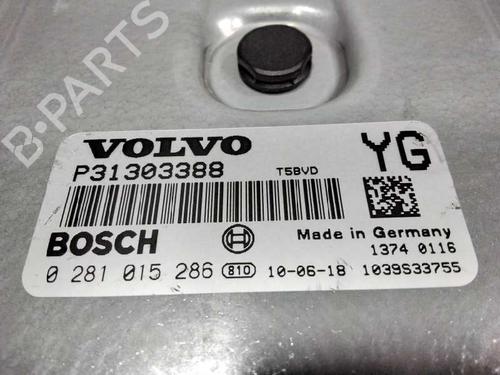 B-PARTS
VOLVO
YG
P31303388
T5BVD
BOSCH
Made in Germany
1374 0116
0 281 015 286 810 10-06-18 1039S33755